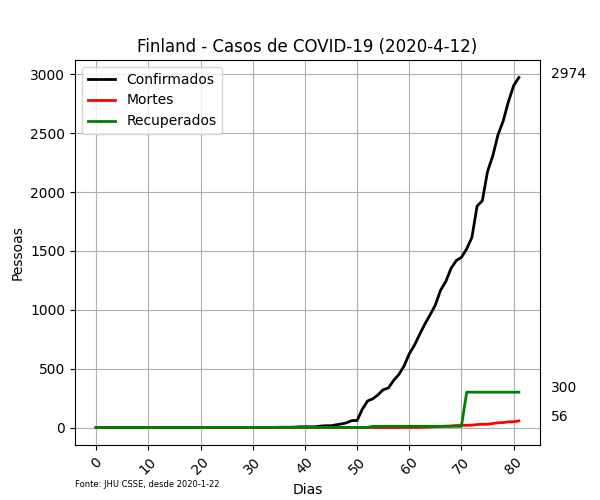 Finland - Casos de COVID-19 (2020-4-12)
Confirmados
Mortes
Recuperados
Pessoas
3000
2500
2000
1500
1000
500
0
2974
300
56
0 10 20 30 40 50 60 70 80
Dias
Fonte: JHU CSSE, desde 2020-1-22